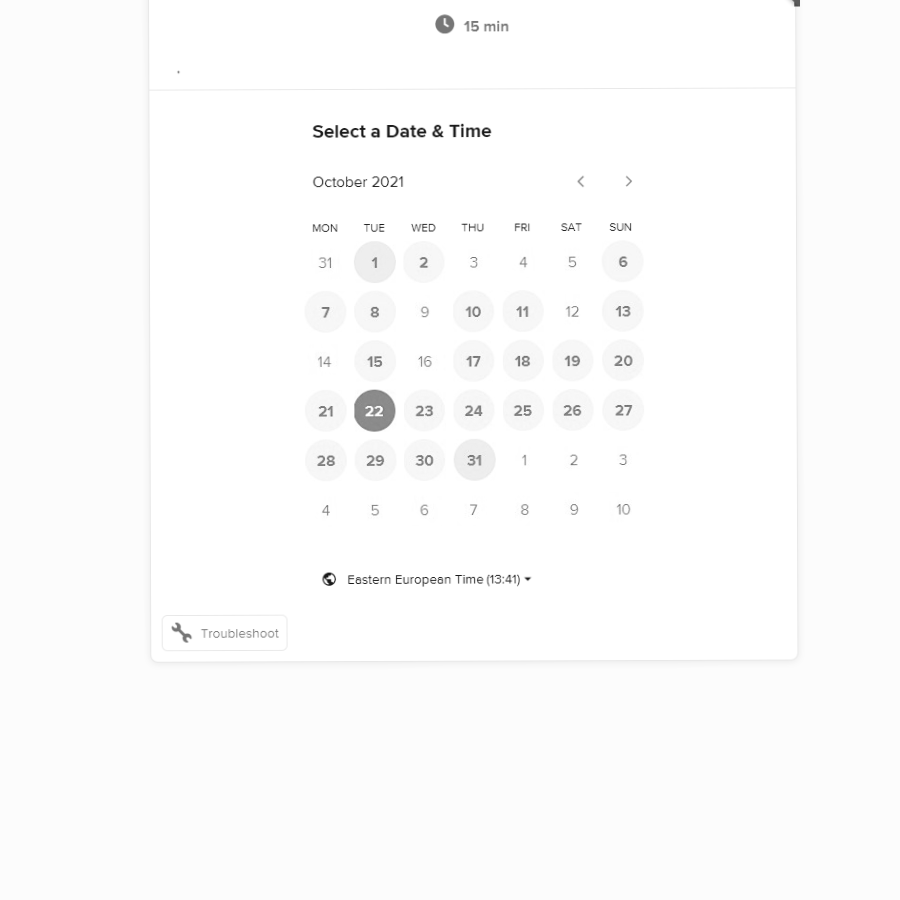 15 min
.
Select a Date & Time
October 2021
MON TUE WED THU FRI SAT SUN
31 1 2 3 4 5 6
7 8 9 10 11 12 13
14 15 16 17 18 19 20
21 22 23 24 25 26 27
28 29 30 31 1 2 3
4 5 6 7 8 9 10
Eastern European Time (13:41)
Troubleshoot